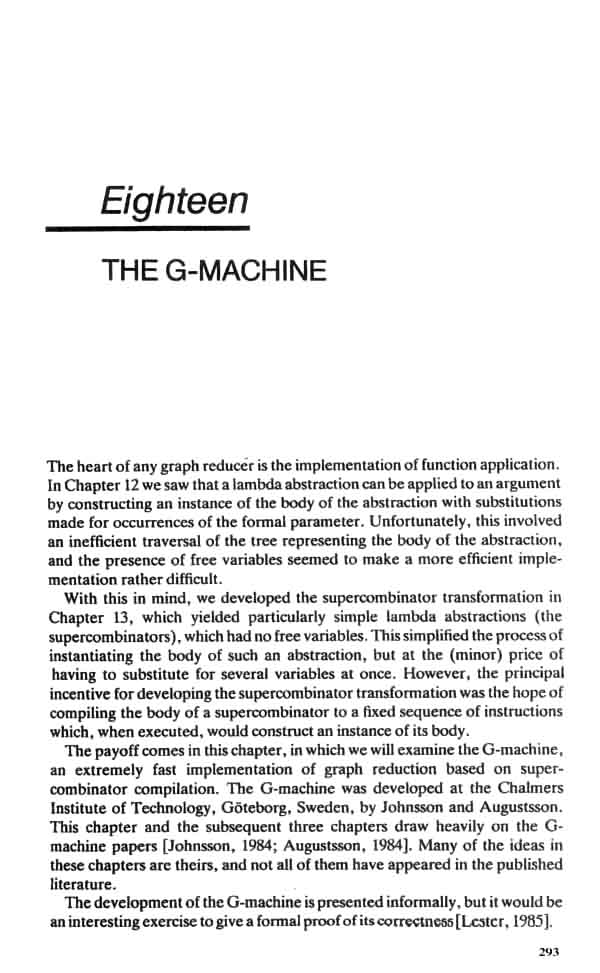 Eighteen
THE G-MACHINE
The heart of any graph reducer is the implementation of function application.
In Chapter 12 we saw that a lambda abstraction can be applied to an argument
by constructing an instance of the body of the abstraction with substitutions
made for occurrences of the formal parameter. Unfortunately, this involved
an inefficient traversal of the tree representing the body of the abstraction,
and the presence of free variables seemed to make a more efficient imple-
mentation rather difficult.
With this in mind, we developed the supercombinator transformation in
Chapter 13, which yielded particularly simple lambda abstractions (the
supercombinators), which had no free variables. This simplified the process of
instantiating the body of such an abstraction, but at the (minor) price of
having to substitute for several variables at once. However, the principal
incentive for developing the supercombinator transformation was the hope of
compiling the body of a supercombinator to a fixed sequence of instructions
which, when executed, would construct an instance of its body.
The payoff comes in this chapter, in which we will examine the G-machine,
an extremely fast implementation of graph reduction based on super-
combinator compilation. The G-machine was developed at the Chalmers
Institute of Technology, Göteborg, Sweden, by Johnsson and Augustsson.
This chapter and the subsequent three chapters draw heavily on the G-
machine papers [Johnsson, 1984; Augustsson, 1984]. Many of the ideas in
these chapters are theirs, and not all of them have appeared in the published
literature.
The development of the G-machine is presented informally, but it would be
an interesting exercise to give a formal proof of its correctness [Lester, 1985].
293